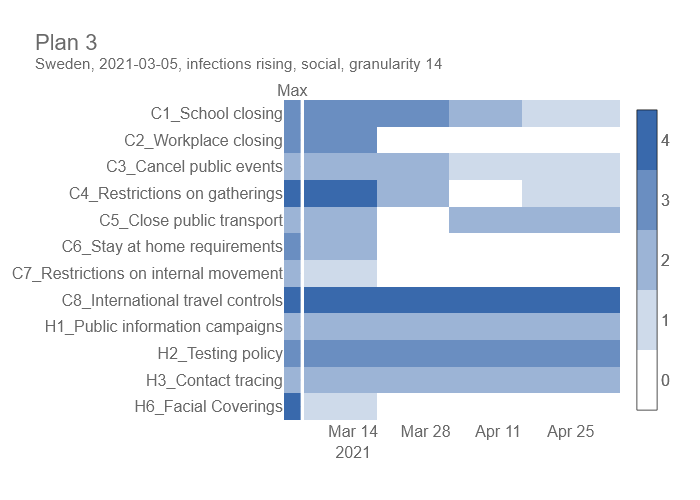 Plan 3
Sweden, 2021-03-05, infections rising, social, granularity 14
Max
C1_School closing
C2_Workplace closing
C3_Cancel public events
C4_Restrictions on gatherings
C5_Close public transport
C6_Stay at home requirements
C7_Restrictions on internal movement
C8_International travel controls
H1_Public information campaigns
H2_Testing policy
H3_Contact tracing
H6_Facial Coverings
Mar 14 Mar 28 Apr 11 Apr 25
2021
4
3
2
1
0